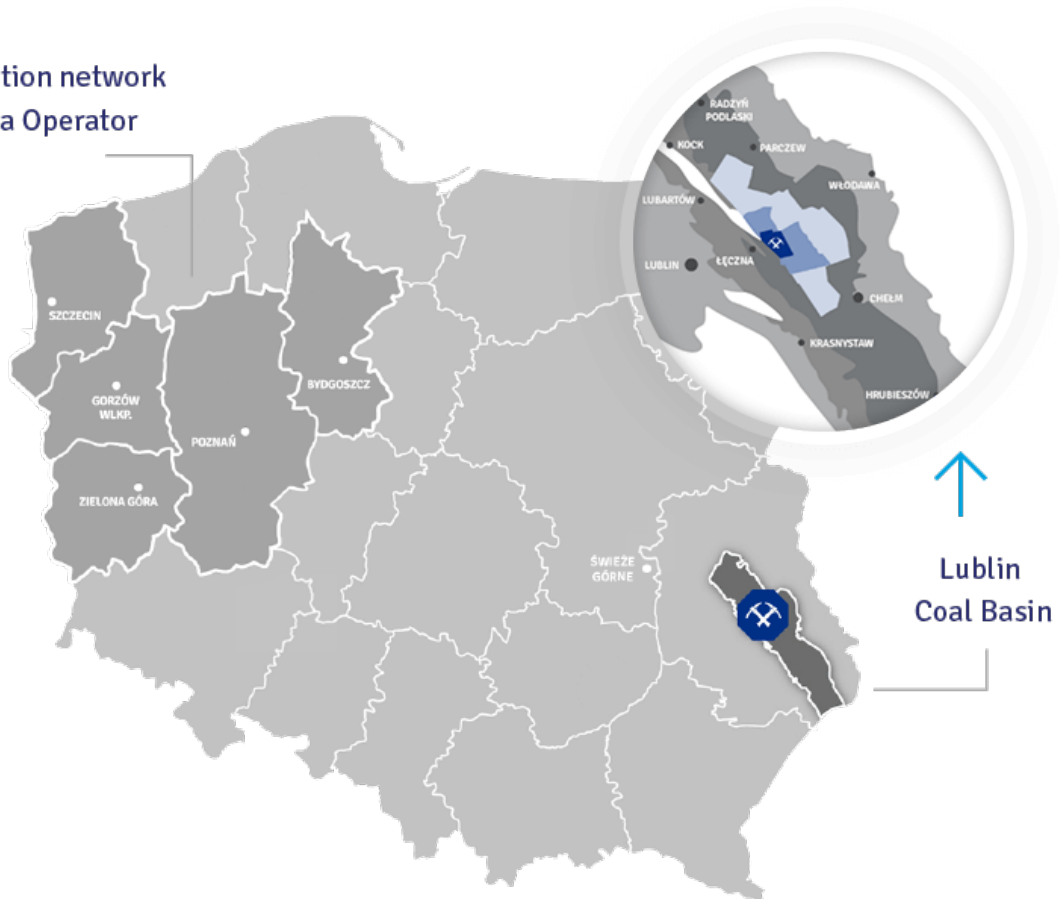 tion network
a Operator
RADZYŃ
PODLASKI
KOCK
PARCZEW
WŁODAWA
LUBARTÓW
ŁĘCZNA
LUBLIN
CHEŁM
KRASNYSTAW
HRUBIESZÓW
SZCZECIN
GORZÓW
WLKP.
BYDGOSZCZ
POZNAŃ
ZIELONA GÓRA
ŚWIEŻE
GÓRNE
Lublin
Coal Basin